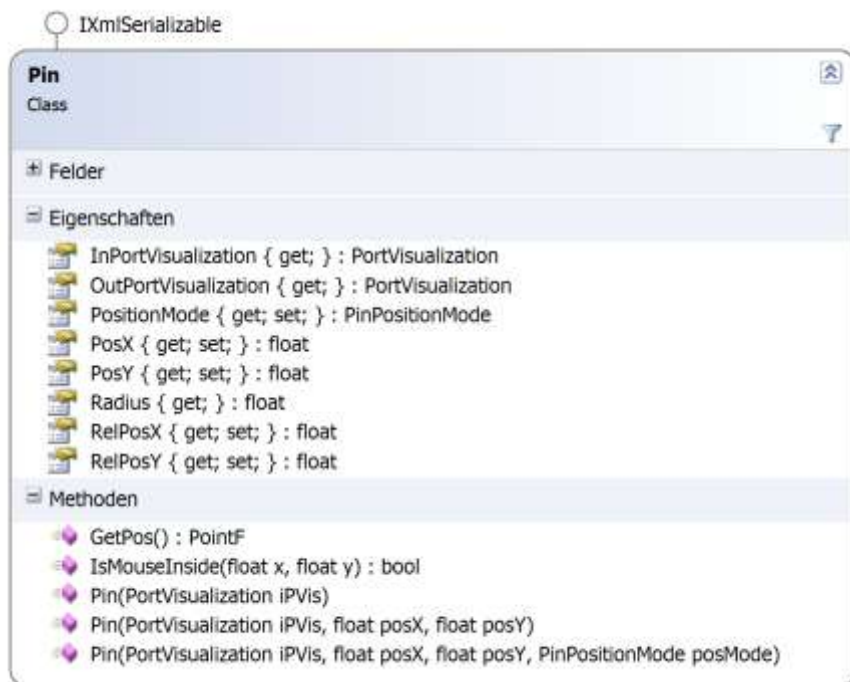 IXmlSerializable
Pin
Class
Felder
Eigenschaften
InPortVisualization { get; } : PortVisualization
OutPortVisualization { get; } : PortVisualization
PositionMode { get; set; } : PinPositionMode
PosX { get; set; } : float
PosY { get; set; } : float
Radius { get; } : float
RelPosX { get; set; } : float
RelPosY { get; set; } : float
Methoden
GetPos() : PointF
IsMouseInside(float x, float y) : bool
Pin(PortVisualization iPVis)
Pin(PortVisualization iPVis, float posX, float posY)
Pin(PortVisualization iPVis, float posX, float posY, PinPositionMode posMode)